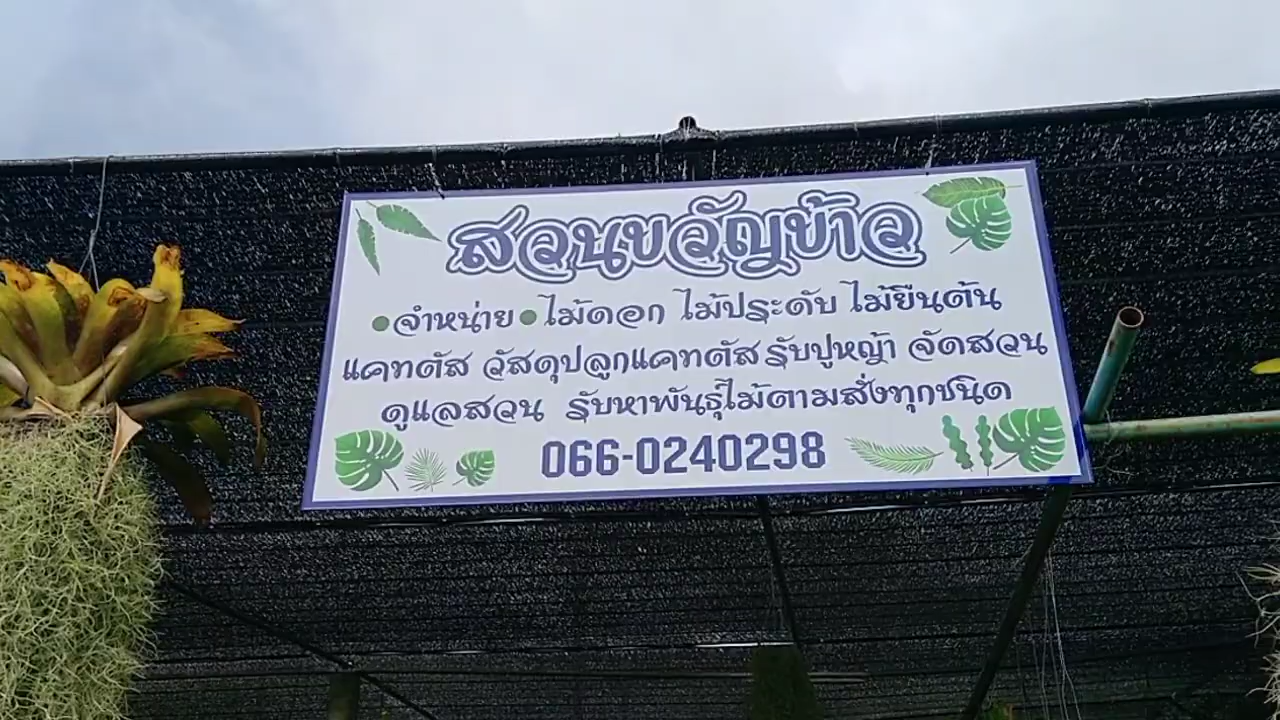 สวนขวัญข้าว
●จำหน่าย●ไม้ดอก ไม้ประดับ ไม้ยืนต้น
แคทตัส วัสดุปลูกแคทตัส รับปูหญ้า จัดสวน
ดูแลสวน รับหาพันธุ์ไม้ตามสั่งทุกชนิด
066-0240298